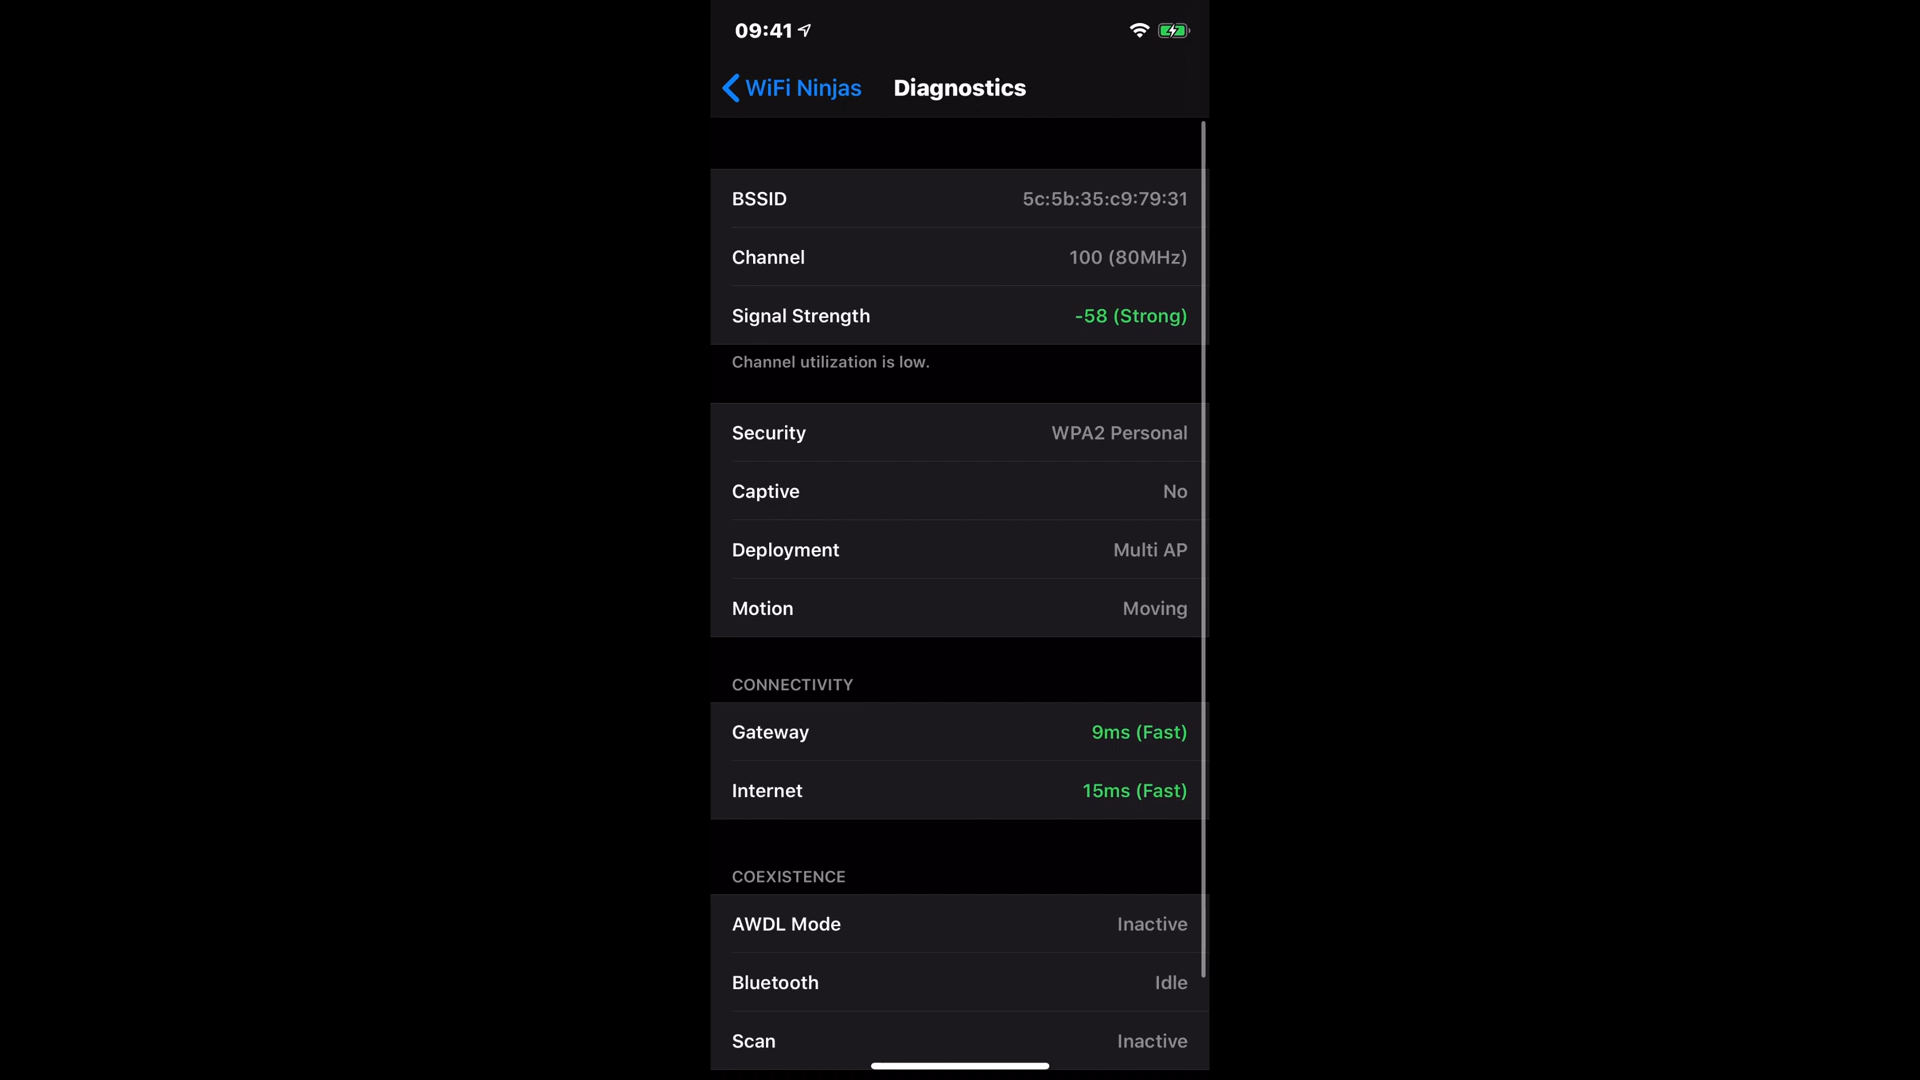 09:41
WiFi Ninjas Diagnostics
BSSID 5c:5b:35:c9:79:31
Channel 100 (80MHz)
Signal Strength -58 (Strong)
Channel utilization is low.
Security WPA2 Personal
Captive No
Deployment Multi AP
Motion Moving
CONNECTIVITY
Gateway 9ms (Fast)
Internet 15ms (Fast)
COEXISTENCE
AWDL Mode Inactive
Bluetooth Idle
Scan Inactive